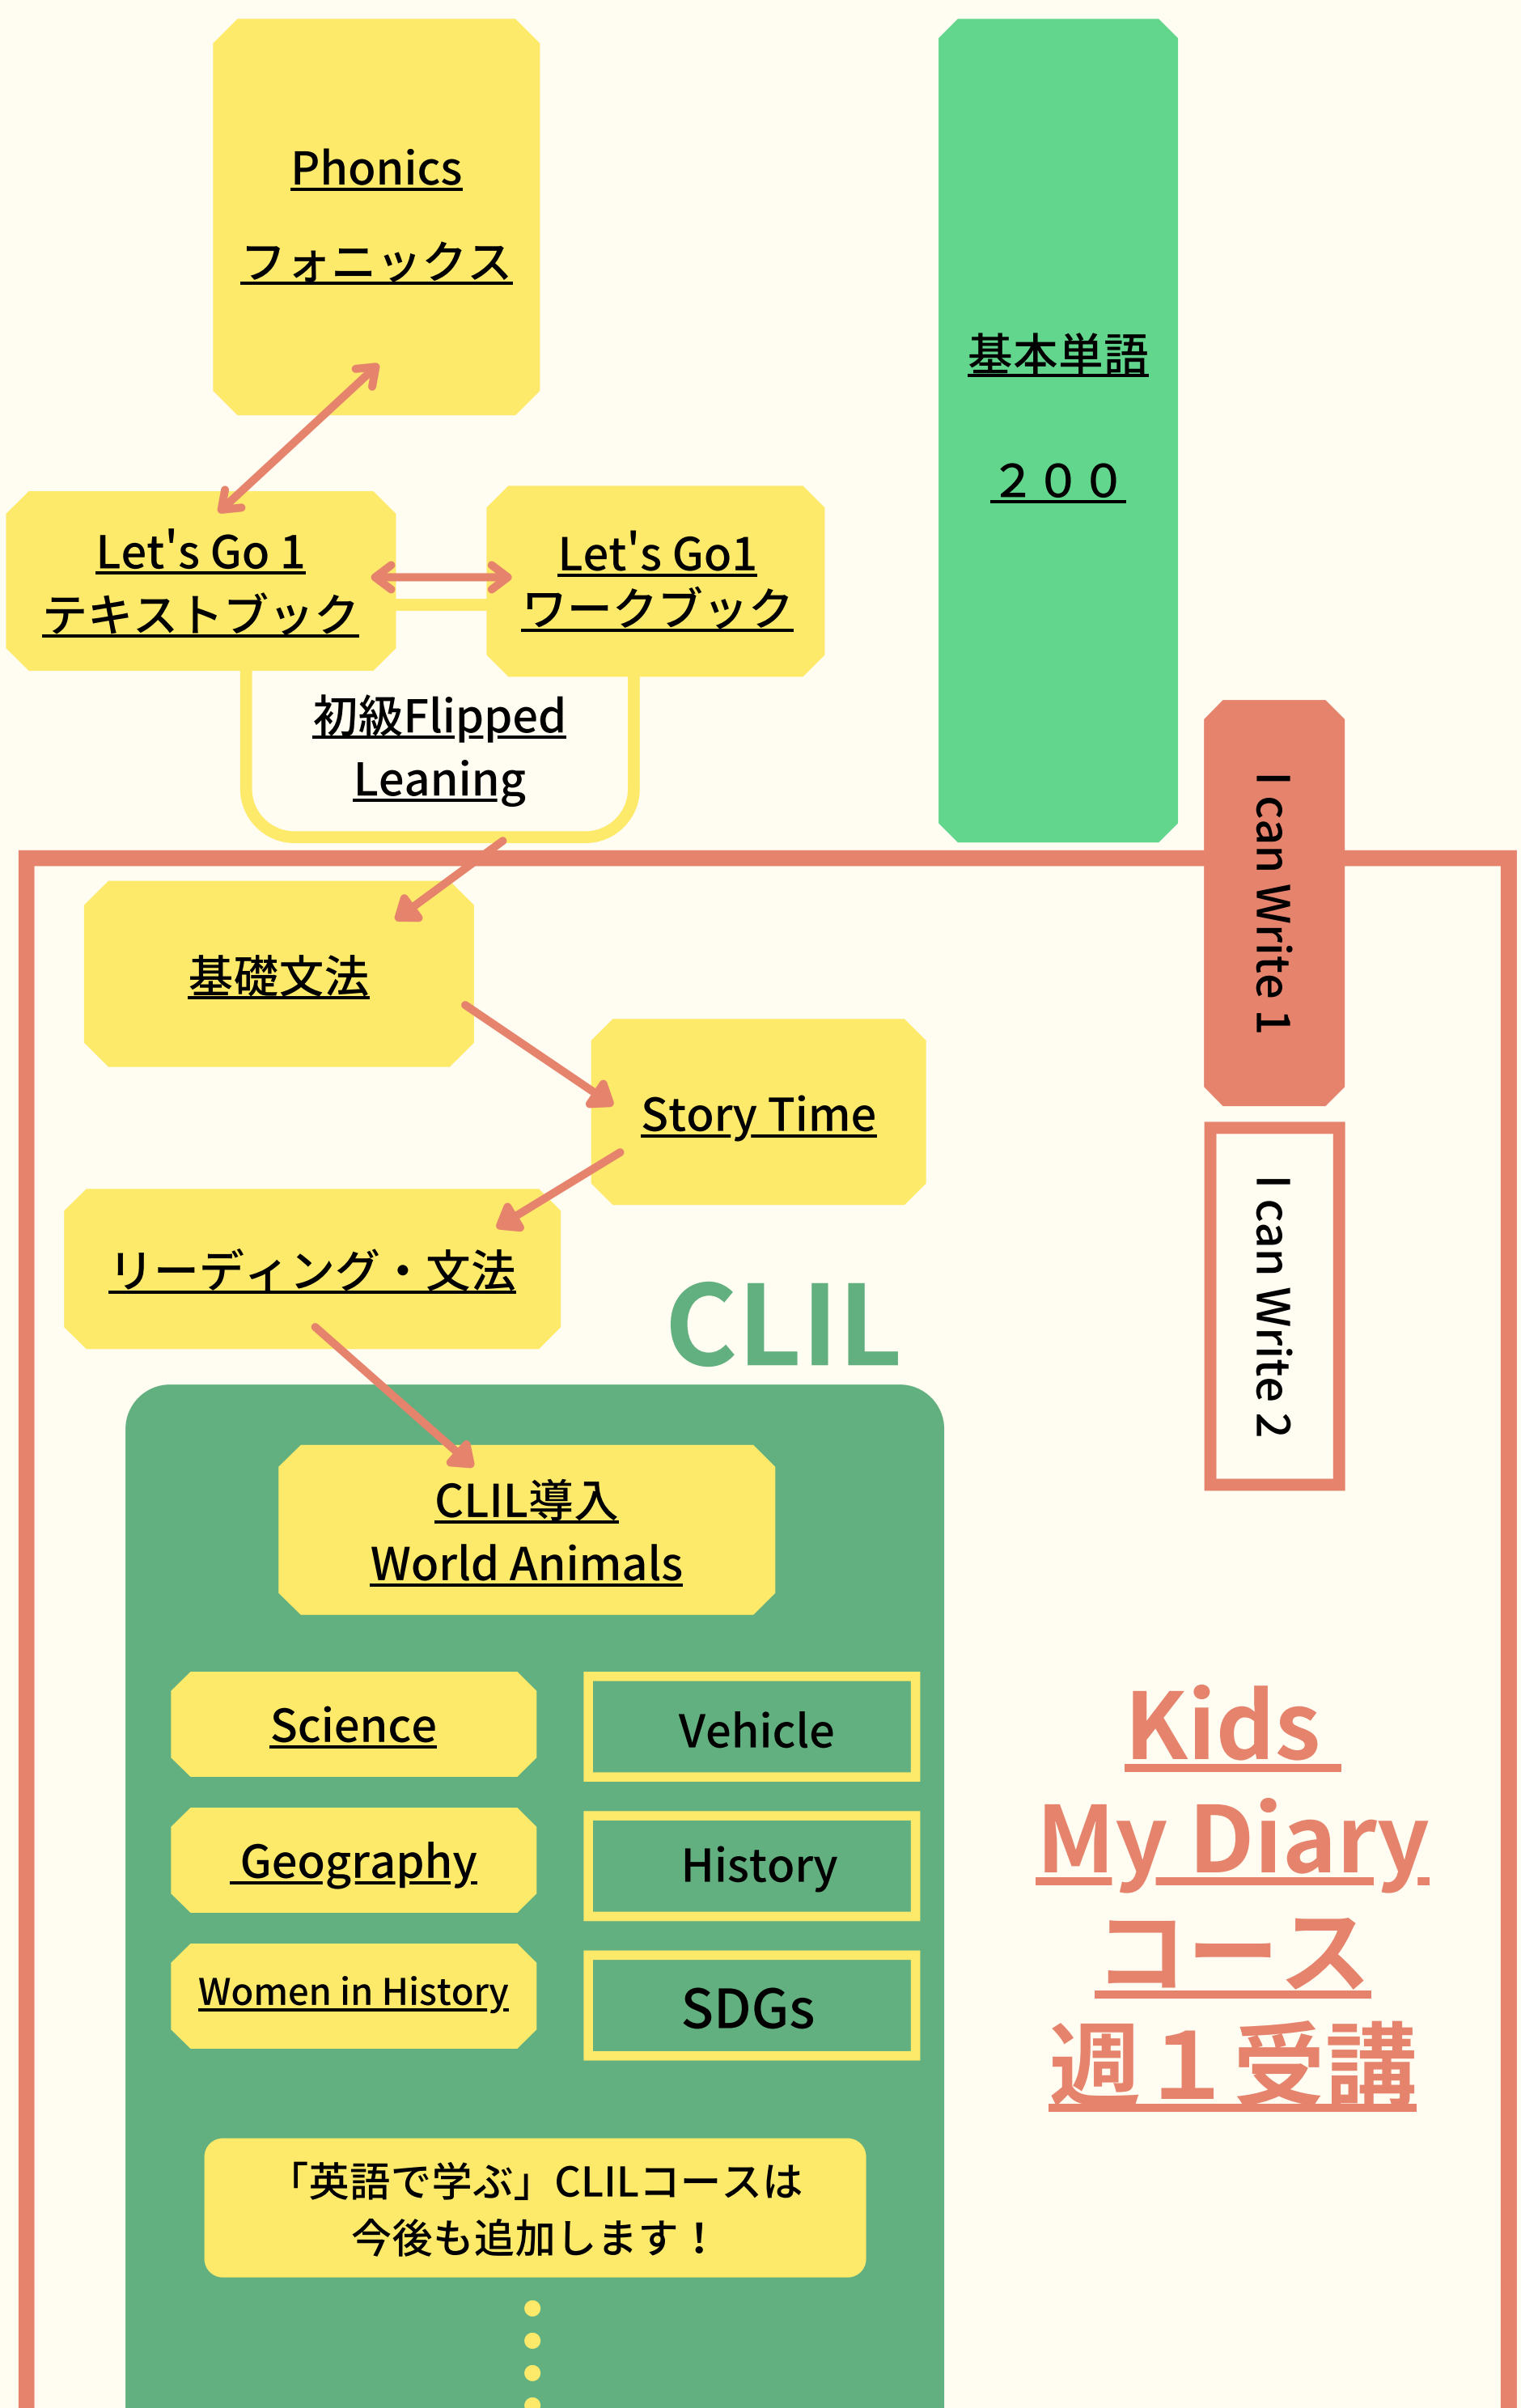 Phonics
フォニックス
基本単語
２００
Let's Go 1
テキストブック
Let's Go1
ワークブック
初級Flipped
Leaning
I can Write 1
基礎文法
Story Time
I can Write 2
リーディング・文法
CLIL
CLIL導入
World Animals
Science
Vehicle
Geography
History
Women in History
SDGs
Kids
My Diary
コース
週１受講
「英語で学ぶ」CLILコースは
今後も追加します！